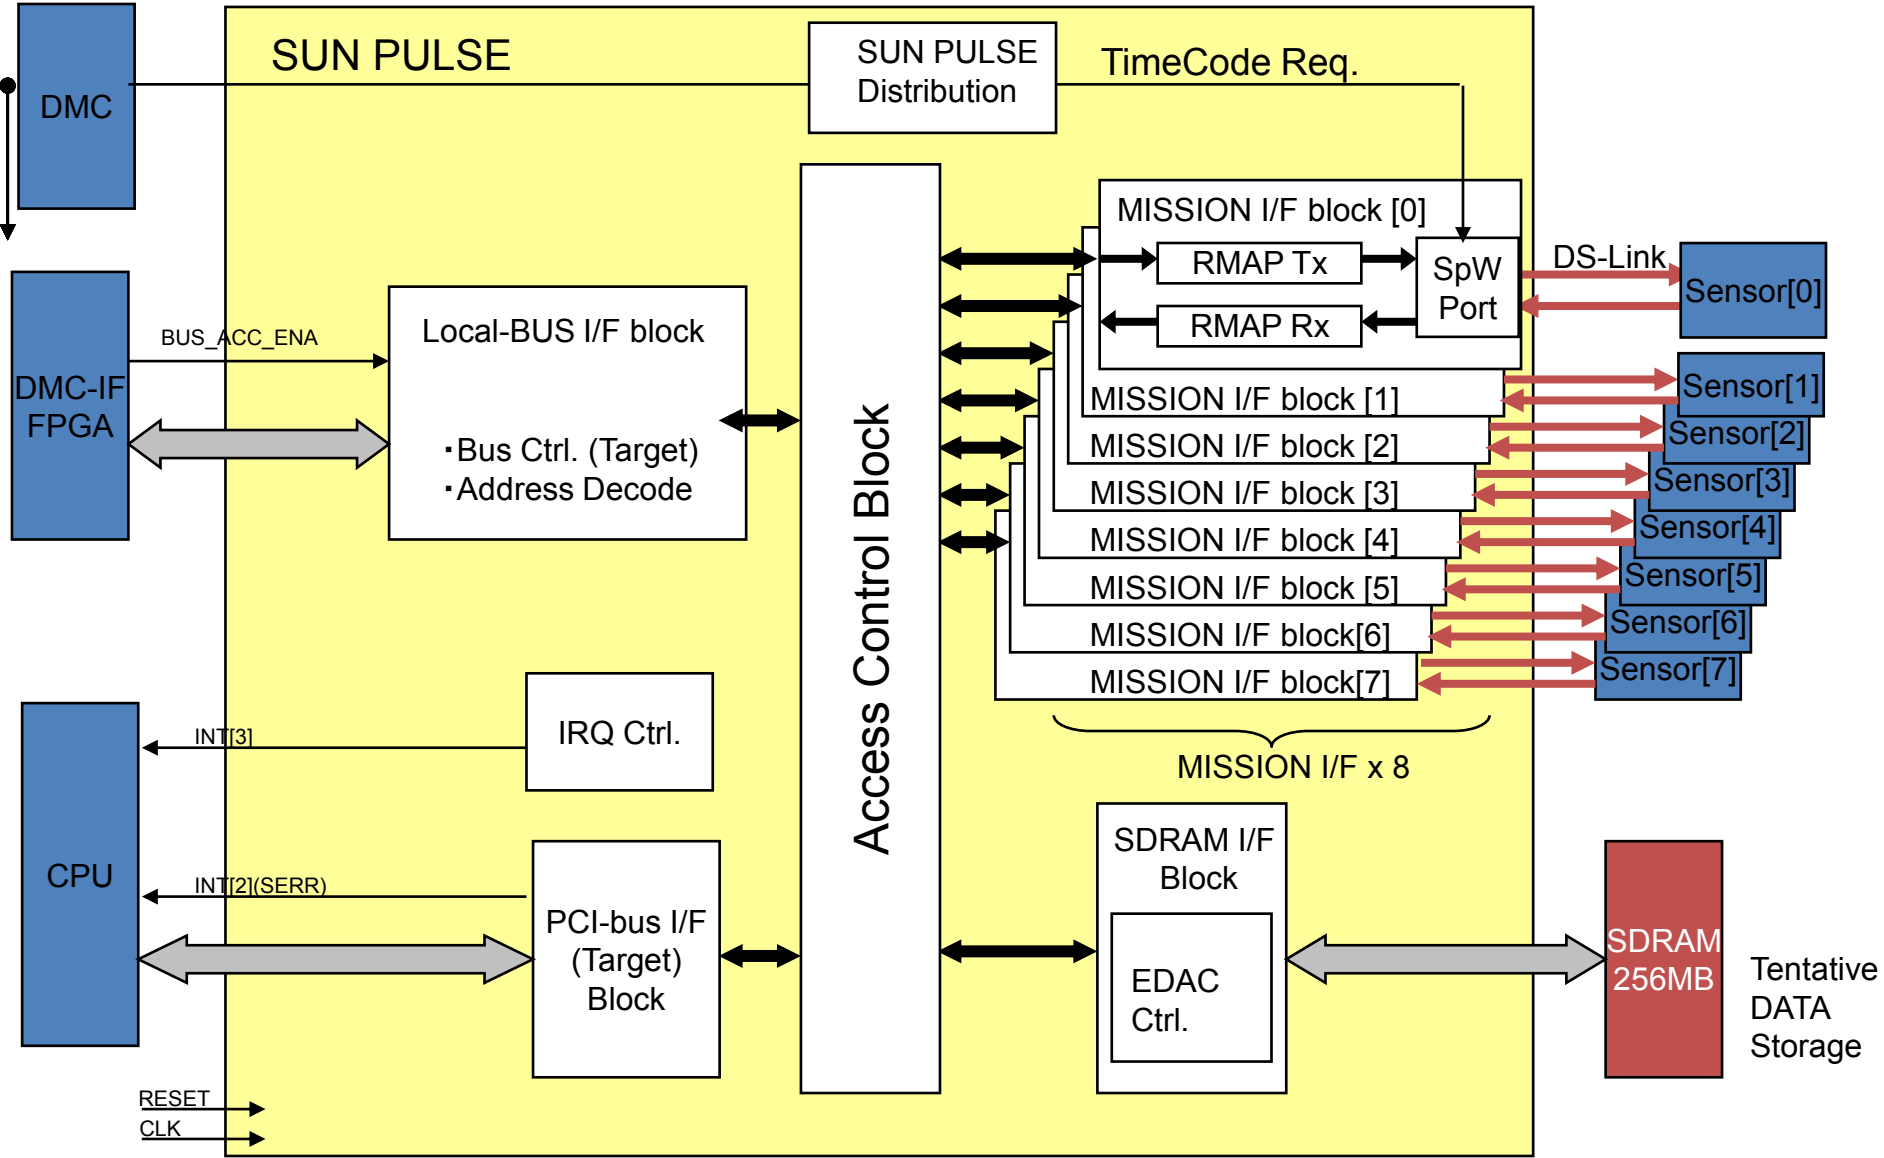 SUN PULSE
SUN PULSE
Distribution
TimeCode Req.
DMC
MISSION I/F block [0]
RMAP Tx
RMAP Rx
SpW
Port
DS-Link
Sensor[0]
BUS_ACC_ENA
DMC-IF
FPGA
Local-BUS I/F block
・Bus Ctrl. (Target)
・Address Decode
Access Control Block
MISSION I/F block [1]
MISSION I/F block [2]
MISSION I/F block [3]
MISSION I/F block [4]
MISSION I/F block [5]
MISSION I/F block[6]
MISSION I/F block[7]
Sensor[1]
Sensor[2]
Sensor[3]
Sensor[4]
Sensor[5]
Sensor[6]
Sensor[7]
MISSION I/F x 8
INT[3]
IRQ Ctrl.
CPU
INT[2](SERR)
PCI-bus I/F
(Target)
Block
SDRAM I/F
Block
EDAC
Ctrl.
SDRAM
256MB
Tentative
DATA
Storage
RESET
CLK